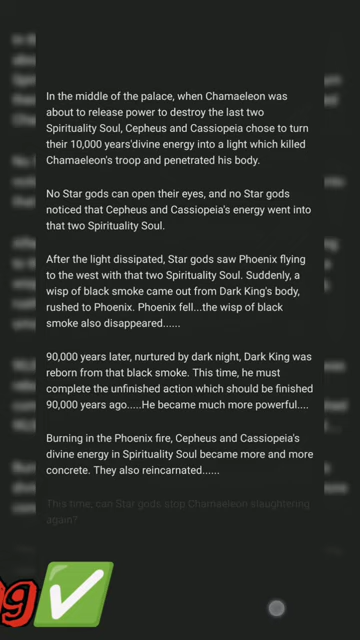 In the middle of the palace, when Chamaeleon was
about to release power to destroy the last two
Spirituality Soul, Cepheus and Cassiopeia chose to turn
their 10,000 years'divine energy into a light which killed
Chamaeleon's troop and penetrated his body.
No Star gods can open their eyes, and no Star gods
noticed that Cepheus and Cassiopeia's energy went into
that two Spirituality Soul.
After the light dissipated, Star gods saw Phoenix flying
to the west with that two Spirituality Soul. Suddenly, a
wisp of black smoke came out from Dark King's body,
rushed to Phoenix. Phoenix fell...the wisp of black
smoke also disappeared......
90,000 years later, nurtured by dark night, Dark King was
reborn from that black smoke. This time, he must
complete the unfinished action which should be finished
90,000 years ago.....He became much more powerful....
Burning in the Phoenix fire, Cepheus and Cassiopeia's
divine energy in Spirituality Soul became more and more
concrete. They also reincarnated......
This time, can Star gods stop Chamaeleon slaughtering
again?